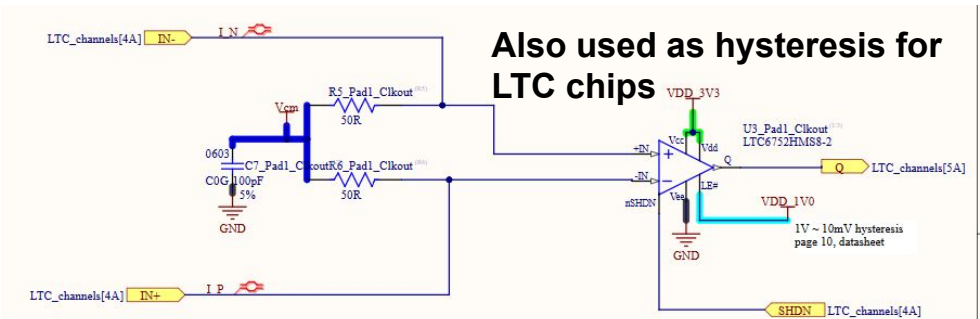 Also used as hysteresis for
LTC chips
LTC_channels[4A] IN- I_N
R5_Pad1_Clkout
50R
Vcm
0603
C7_Pad1_Clkout
C0G 100pF
5%
GND
R6_Pad1_Clkout
50R
VDD_3V3
Vcc Vdd
U3_Pad1_Clkout
LTC6752HMS8-2
+IN
-IN
Q
Q LTC_channels[5A]
Vee LE#
nSHDN
VDD_1V0
1V ~ 10mV hysteresis
page 10, datasheet
GND
LTC_channels[4A] IN+ I_P
SHDN LTC_channels[4A]